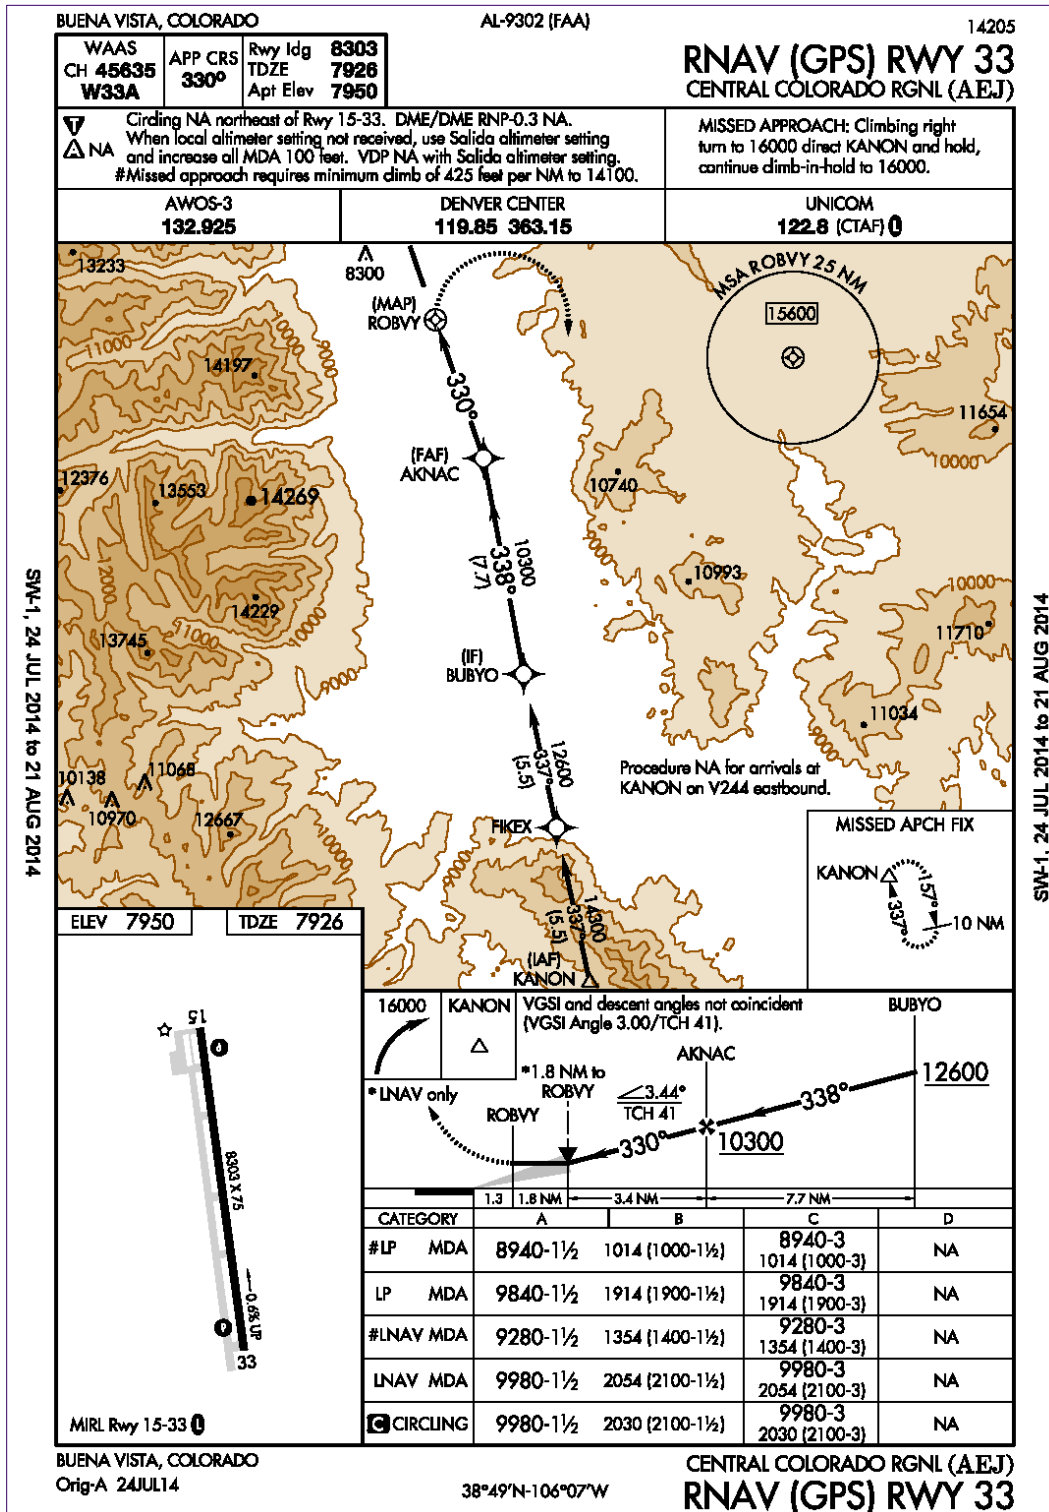 BUENA VISTA, COLORADO
AL-9302 (FAA)
14205
WAAS
CH 45635
W33A
APP CRS
330°
Rwy ldg 8303
TDZE 7926
Apt Elev 7950
RNAV (GPS) RWY 33
CENTRAL COLORADO RGNL (AEJ)
T
A NA
Circling NA northeast of Rwy 15-33. DME/DME RNP-0.3 NA.
When local altimeter setting not received, use Salida altimeter setting
and increase all MDA 100 feet. VDP NA with Salida altimeter setting.
#Missed approach requires minimum climb of 425 feet per NM to 14100.
MISSED APPROACH: Climbing right
turn to 16000 direct KANON and hold,
continue climb-in-hold to 16000.
AWOS-3
132.925
DENVER CENTER
119.85 363.15
UNICOM
122.8 (CTAF) L
13233
8300
10000
9000
11000
14197
(MAP)
ROBVY
330°
MSA ROBVY 25 NM
15600
11654
10000
(FAF)
AKNAC
12376
13553
14269
10740
10300
338°
(7.7)
9000
10000
9000
10993
12000
14229
11000
10000
13745
10000
11710
(IF)
BUBYO
9000
11034
9000
12600
337°
(5.5)
Procedure NA for arrivals at
KANON on V244 eastbound.
10138
11068
10970
12667
FIKEX
14300
337°
(5.5)
(IAF)
KANON
MISSED APCH FIX
KANON
157°
337°
10 NM
SW-1, 24 JUL 2014 to 21 AUG 2014
SW-1, 24 JUL 2014 to 21 AUG 2014
ELEV 7950
TDZE 7926
15
8303 X 75
0.6% UP
33
MIRL Rwy 15-33 L
16000
KANON
VGSI and descent angles not coincident
(VGSI Angle 3.00/TCH 41).
BUBYO
AKNAC
*LNAV only
*1.8 NM to
ROBVY
ROBVY
3.44°
TCH 41
12600
338°
330°
10300
1.3
1.8 NM
3.4 NM
7.7 NM
CATEGORY A B C D
#LP MDA 8940-1½ 1014 (1000-1½) 8940-3 1014 (1000-3) NA
LP MDA 9840-1½ 1914 (1900-1½) 9840-3 1914 (1900-3) NA
#LNAV MDA 9280-1½ 1354 (1400-1½) 9280-3 1354 (1400-3) NA
LNAV MDA 9980-1½ 2054 (2100-1½) 9980-3 2054 (2100-3) NA
C CIRCLING 9980-1½ 2030 (2100-1½) 9980-3 2030 (2100-3) NA
BUENA VISTA, COLORADO
Orig-A 24JUL14
38°49'N-106°07'W
CENTRAL COLORADO RGNL (AEJ)
RNAV (GPS) RWY 33